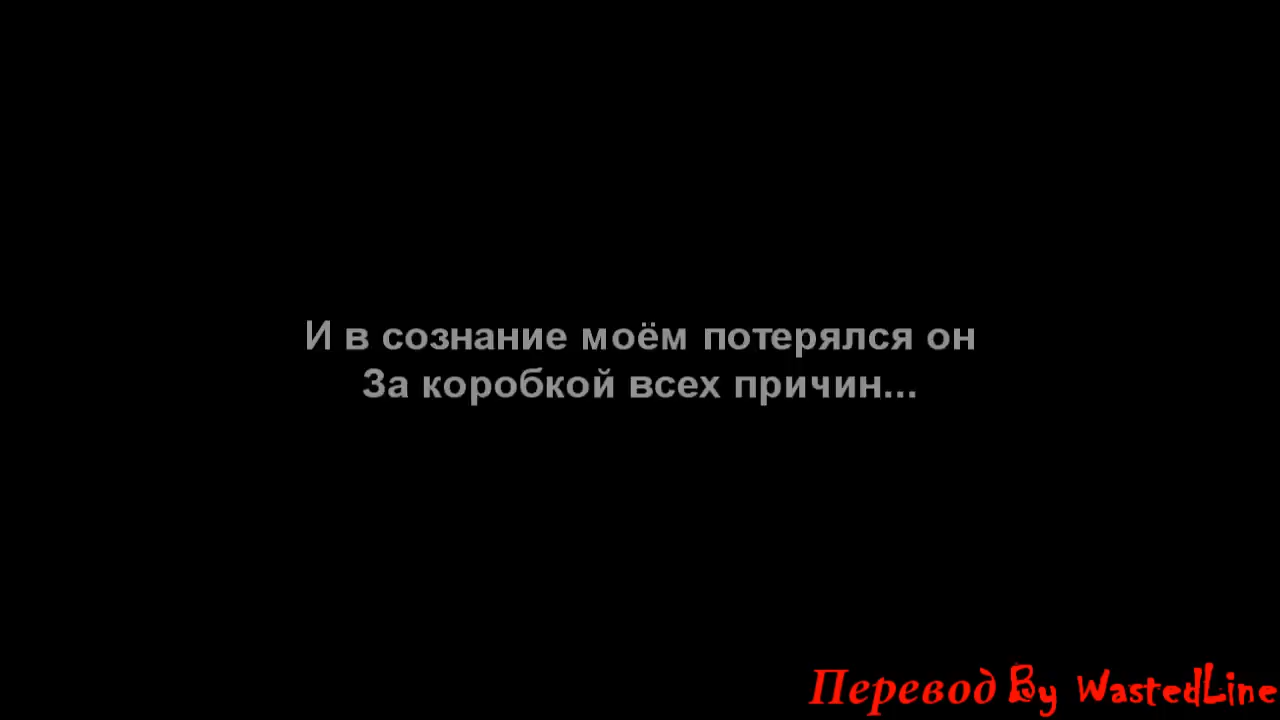 И в сознание моём потерялся он
За коробкой всех причин...
Перевод By WastedLine